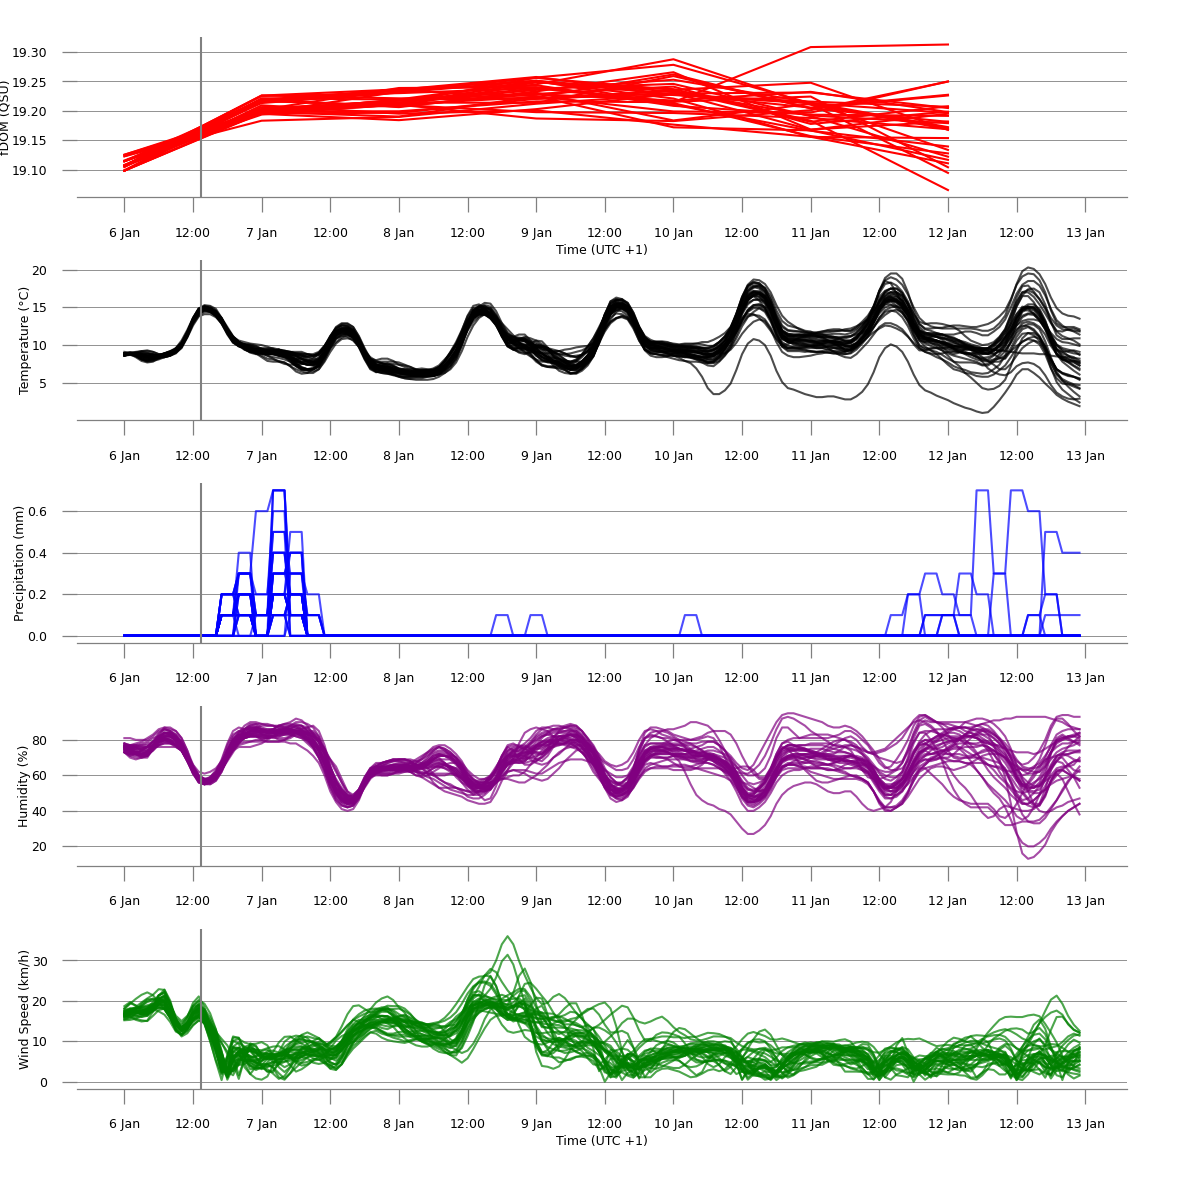 fDOM (QSU)
19.30
19.25
19.20
19.15
19.10
6 Jan 12:00 7 Jan 12:00 8 Jan 12:00 9 Jan 12:00 10 Jan 12:00 11 Jan 12:00 12 Jan 12:00 13 Jan
Time (UTC +1)
Temperature (°C)
20
15
10
5
6 Jan 12:00 7 Jan 12:00 8 Jan 12:00 9 Jan 12:00 10 Jan 12:00 11 Jan 12:00 12 Jan 12:00 13 Jan
Precipitation (mm)
0.6
0.4
0.2
0.0
6 Jan 12:00 7 Jan 12:00 8 Jan 12:00 9 Jan 12:00 10 Jan 12:00 11 Jan 12:00 12 Jan 12:00 13 Jan
Humidity (%)
80
60
40
20
6 Jan 12:00 7 Jan 12:00 8 Jan 12:00 9 Jan 12:00 10 Jan 12:00 11 Jan 12:00 12 Jan 12:00 13 Jan
Wind Speed (km/h)
30
20
10
0
6 Jan 12:00 7 Jan 12:00 8 Jan 12:00 9 Jan 12:00 10 Jan 12:00 11 Jan 12:00 12 Jan 12:00 13 Jan
Time (UTC +1)